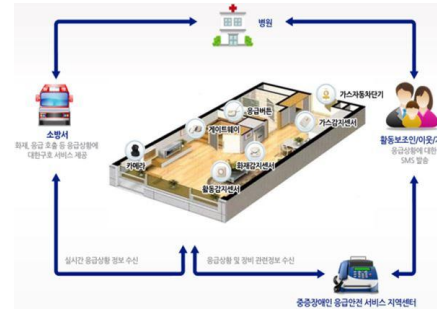 병원
가스자동차단기
응급버튼
게이트웨이
가스감지센서
소방서
화재, 응급 호출 등 응급상황에
대한구호 서비스 제공
카메라
화재감지센서
활동감지센서
활동보조인/이웃/
응급상황에 대한
SMS 발송
실시간 응급상황 정보 수신
응급상황 및 장비 관련정보 수신
중증장애인 응급안전 서비스 지역센터